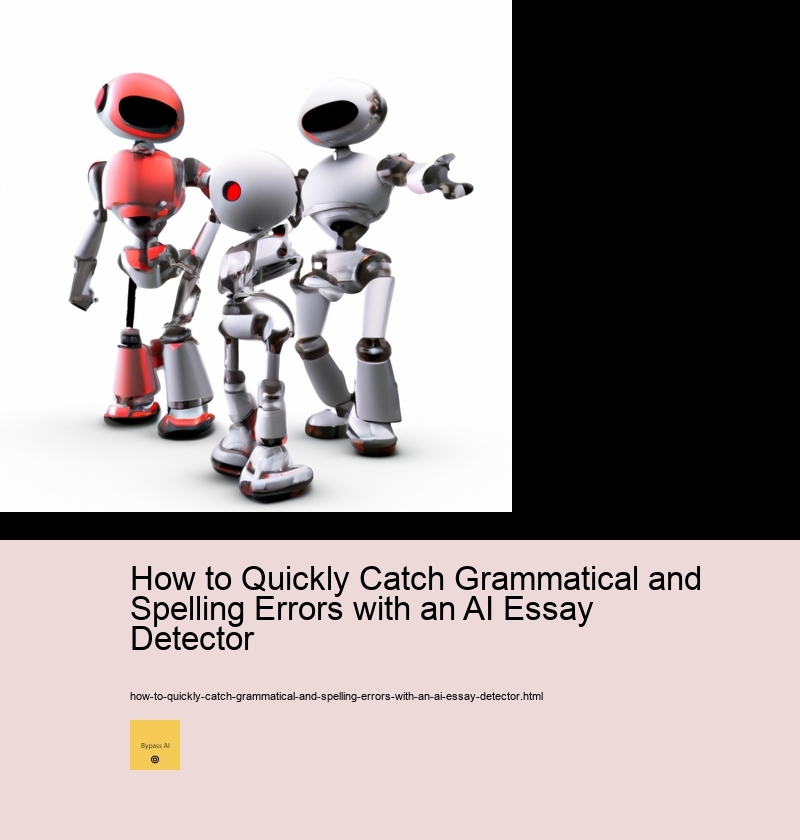 How to Quickly Catch Grammatical and
Spelling Errors with an AI Essay
Detector
how-to-quickly-catch-grammatical-and-spelling-errors-with-an-ai-essay-detector.html
Bypass AI